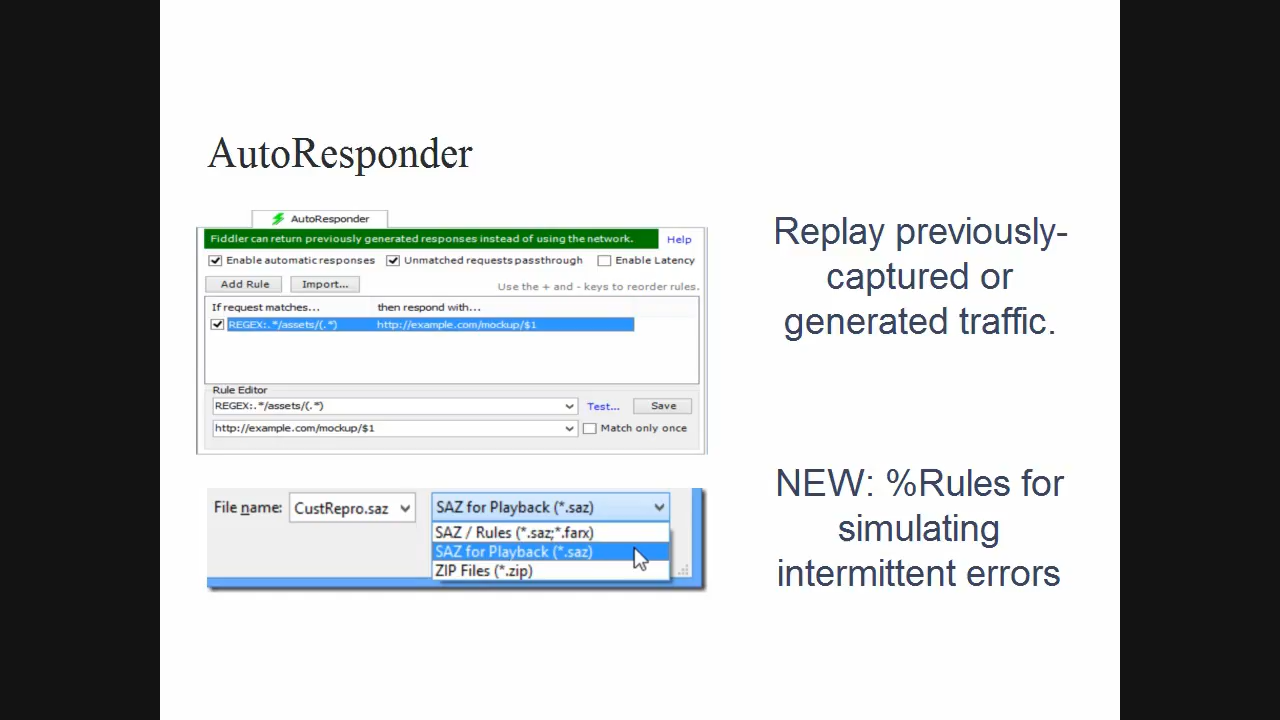 AutoResponder
AutoResponder
Fiddler can return previously generated responses instead of using the network. Help
Enable automatic responses Unmatched requests passthrough Enable Latency
Add Rule Import... Use the + and - keys to reorder rules.
If request matches... then respond with...
REGEX:.*/assets/(.*) http://example.com/mockup/$1
Rule Editor
REGEX:.*/assets/(.*) Test... Save
http://example.com/mockup/$1 Match only once
File name: CustRepro.saz SAZ for Playback (*.saz)
SAZ / Rules (*.saz;*.farx)
SAZ for Playback (*.saz)
ZIP Files (*.zip)
Replay previously-
captured or
generated traffic.
NEW: %Rules for
simulating
intermittent errors